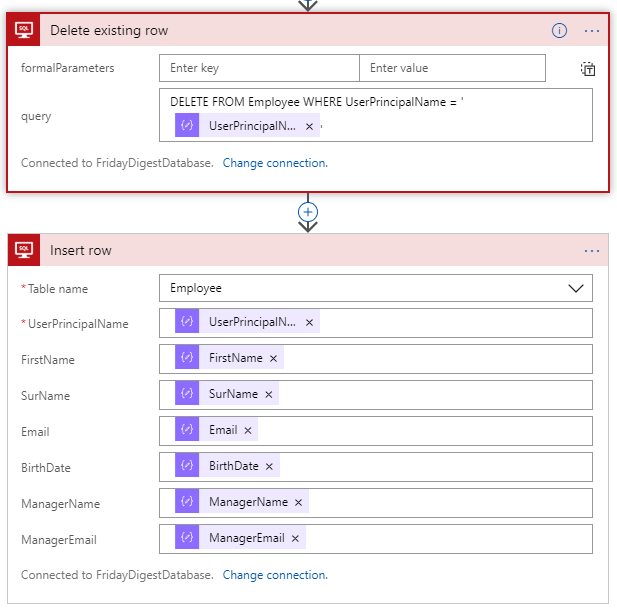 SQL
Delete existing row
formalParameters
Enter key
Enter value
query
DELETE FROM Employee WHERE UserPrincipalName = '
UserPrincipalN... × '
Connected to FridayDigestDatabase. Change connection.
SQL
Insert row
* Table name
Employee
* UserPrincipalName
UserPrincipalN... ×
FirstName
FirstName ×
SurName
SurName ×
Email
Email ×
BirthDate
BirthDate ×
ManagerName
ManagerName ×
ManagerEmail
ManagerEmail ×
Connected to FridayDigestDatabase. Change connection.